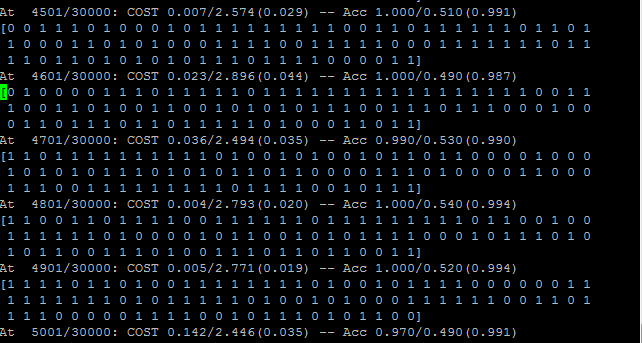 At  4501/30000: COST 0.007/2.574(0.029) -- Acc 1.000/0.510(0.991)
[0 0 1 1 1 0 1 0 0 0 1 0 1 1 1 1 1 1 1 1 1 1 0 0 1 1 0 1 1 1 1 1 1 1 0 1 1 0 1
 1 0 0 0 1 1 0 1 1 0 0 0 1 1 1 1 1 0 1 1 1 1 1 0 1 1 0 1 1 1 0 0 1 1 1 0 1 1
 1 1 0 1 1 0 1 0 1 1 0 1 0 1 1 1 0 1 1 1 1 0 0 0 0 1 1]
At  4601/30000: COST 0.023/2.896(0.044) -- Acc 1.000/0.490(0.987)
[0 1 0 0 0 0 1 1 1 0 1 1 1 1 1 0 1 1 1 1 1 1 1 1 1 1 1 1 1 1 1 1 1 1 0 0 1 1
 1 0 0 1 1 0 1 0 0 1 1 0 0 1 0 1 0 1 0 1 1 1 1 0 0 1 0 1 1 1 0 0 0 1 0 0
 0 1 1 0 1 1 1 0 1 1 0 1 1 1 1 1 0 1 0 0 0 1 1 0 1 1]
At  4701/30000: COST 0.036/2.494(0.035) -- Acc 0.990/0.530(0.990)
[1 1 0 1 1 1 1 1 1 1 1 1 0 1 0 0 1 0 1 0 0 1 0 0 1 0 1 1 0 1 1 0 0 0 0 1 0 0 0
 1 0 1 0 1 0 1 1 1 0 1 1 0 0 1 1 1 0 1 0 0 1 1 0 1 0 1 1 0 1 0 0 0 0 1 1 0 0 0
 1 1 1 0 0 1 1 1 1 1 1 1 1 1 0 1 1 1 1 0 0 1 0 1 1 1]
At  4801/30000: COST 0.004/2.793(0.020) -- Acc 1.000/0.540(0.994)
[1 1 0 0 1 1 0 1 0 1 1 1 1 0 0 1 1 1 1 1 1 0 1 1 1 1 1 1 1 1 1 1 0 1 1 0 0 1 0 0
 1 1 1 1 1 1 0 1 0 0 0 0 1 0 1 1 1 0 0 1 1 0 1 0 1 0 1 1 1 0 0 0 1 0 1 1 1 0 1 0
 1 1 1 0 1 0 0 0 1 0 1 1 1 1 0 1 0 1 0 0 1 1]
At  4901/30000: COST 0.005/2.771(0.019) -- Acc 1.000/0.520(0.994)
[1 1 1 1 0 1 1 0 1 0 1 1 1 0 1 1 1 0 1 0 1 1 0 1 1 1 0 0 0 0 0 0 1 1
 1 1 1 1 0 0 0 1 1 0 1 0 1 0 1 0 0 1 0 1 1 0 1 1 1 1 1 1 1 1 0 0 1 1 0 1
 1 0 0 1 1 0 0 0 0 0 1 1 1 1 0 0 1 1 0 1 0 1 1 0 0]
At  5001/30000: COST 0.142/2.446(0.035) -- Acc 0.970/0.490(0.991)